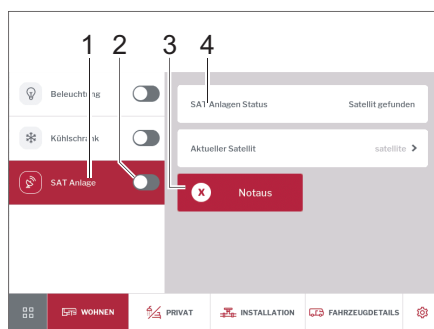 1 2 3 4
Beleuchtung
SAT Anlagen Status Satellit gefunden
Kühlschrank
Aktueller Satellit satellite >
SAT Anlage
X Notaus
WOHNEN PRIVAT INSTALLATION FAHRZEUGDETAILS